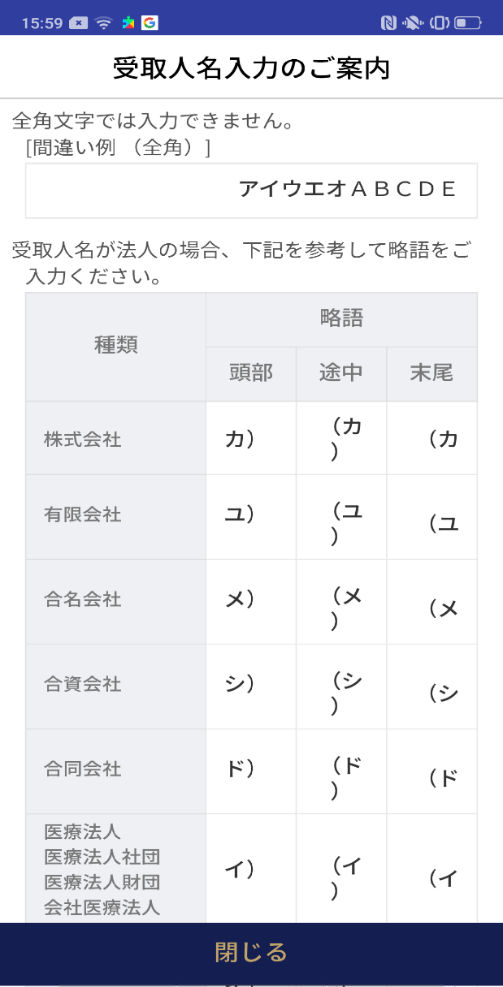 15:59
受取人名入力のご案内
全角文字では入力できません。
[間違い例 （全角）]
アイウエオＡＢＣＤＥ
受取人名が法人の場合、下記を参考して略語をご
入力ください。
種類
略語
頭部 途中 末尾
株式会社 カ） （カ） （カ
有限会社 ユ） （ユ） （ユ
合名会社 メ） （メ） （メ
合資会社 シ） （シ） （シ
合同会社 ド） （ド） （ド
医療法人
医療法人社団
医療法人財団
会社医療法人
イ） （イ） （イ
閉じる